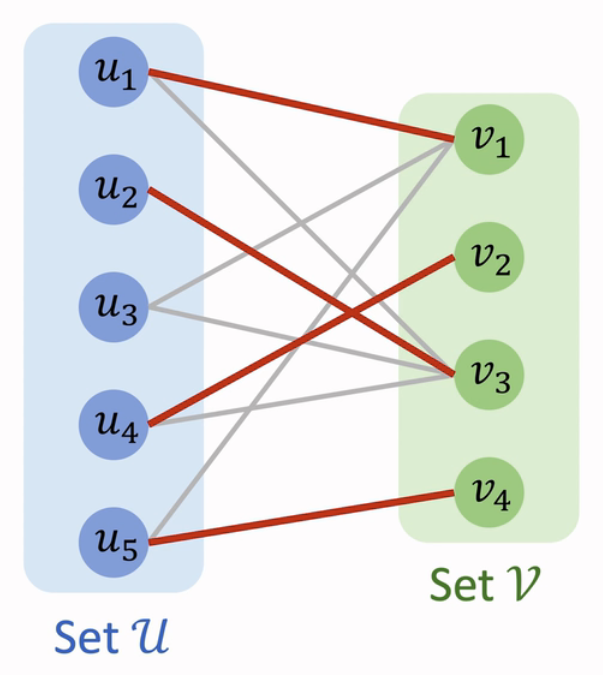 u₁
u₂
u₃
u₄
u₅
Set 𝒰
v₁
v₂
v₃
v₄
Set 𝒱